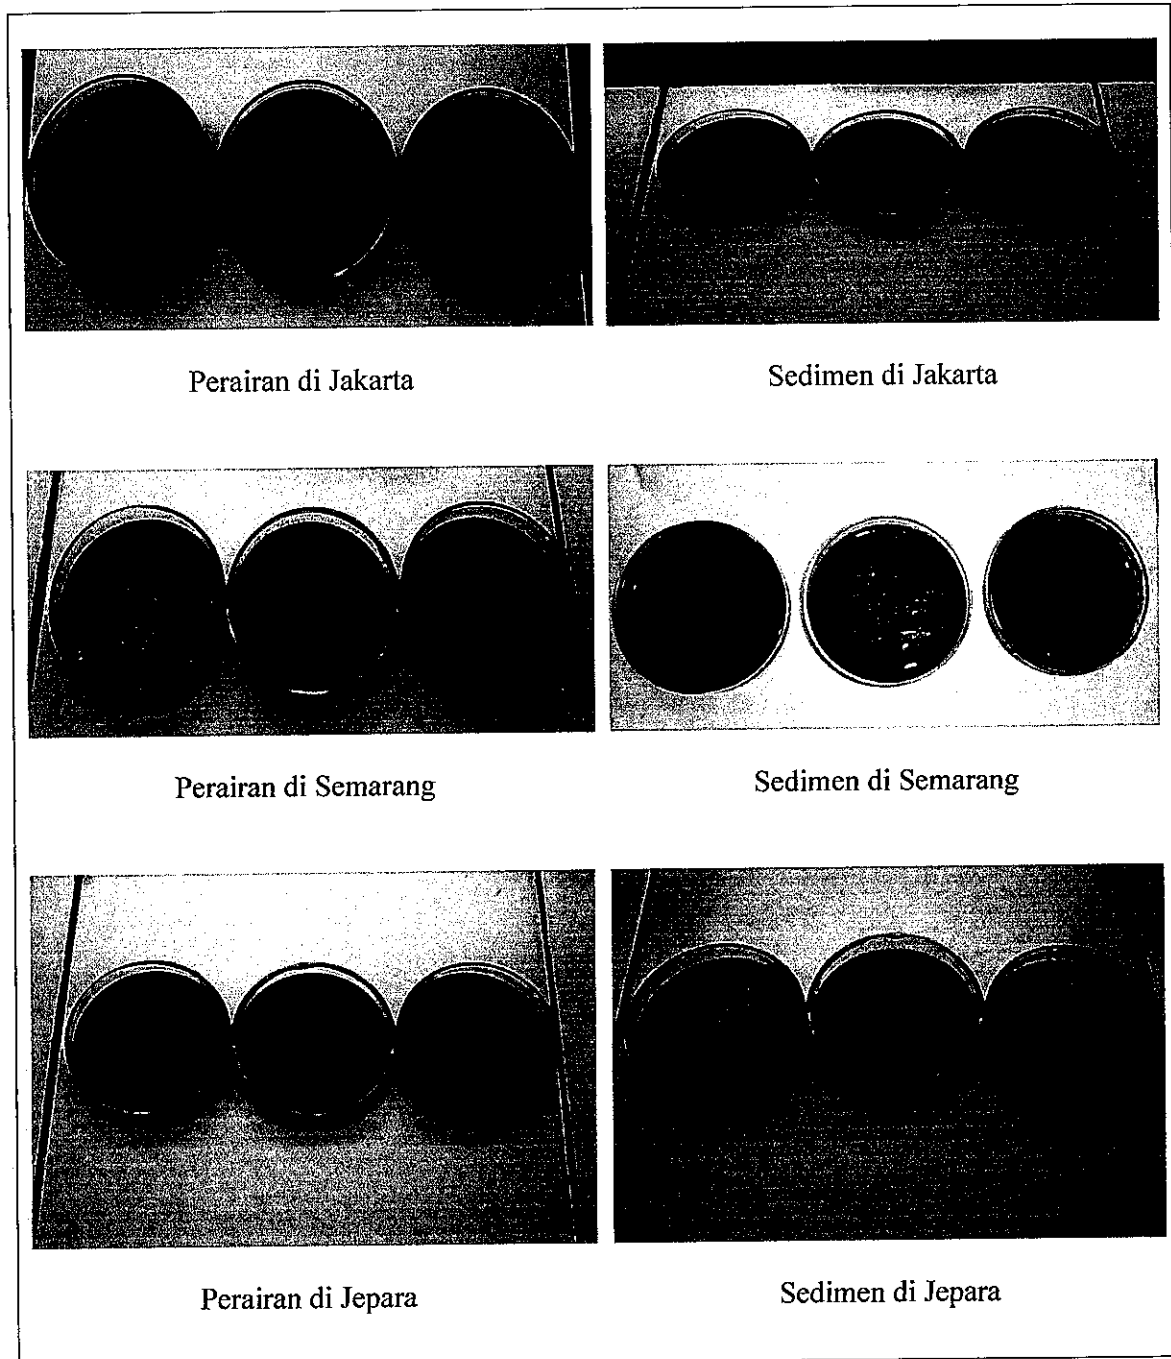 Perairan di Jakarta
Sedimen di Jakarta
Perairan di Semarang
Sedimen di Semarang
Perairan di Jepara
Sedimen di Jepara